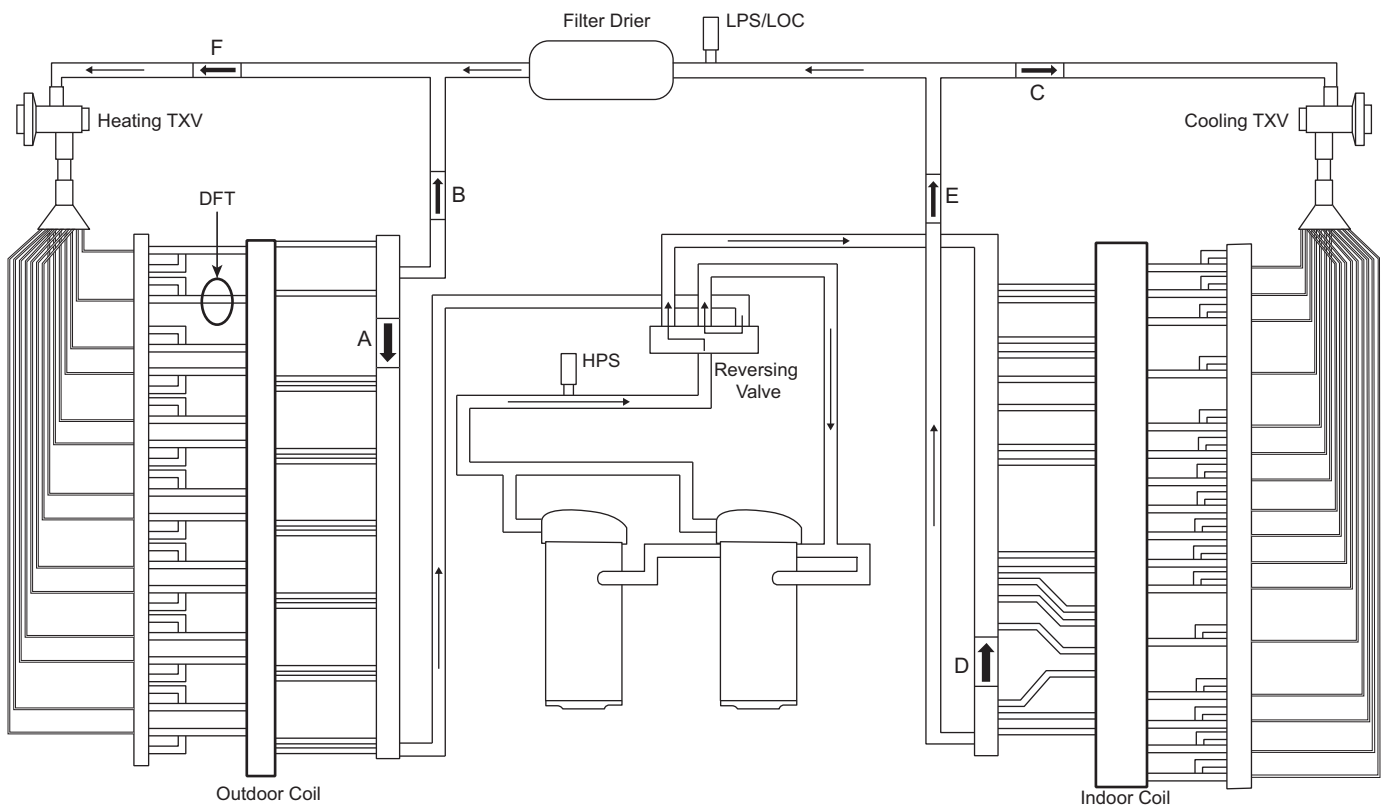 Filter Drier
LPS/LOC
F
C
Heating TXV
Cooling TXV
DFT
B
E
A
HPS
Reversing
Valve
D
Outdoor Coil
Indoor Coil